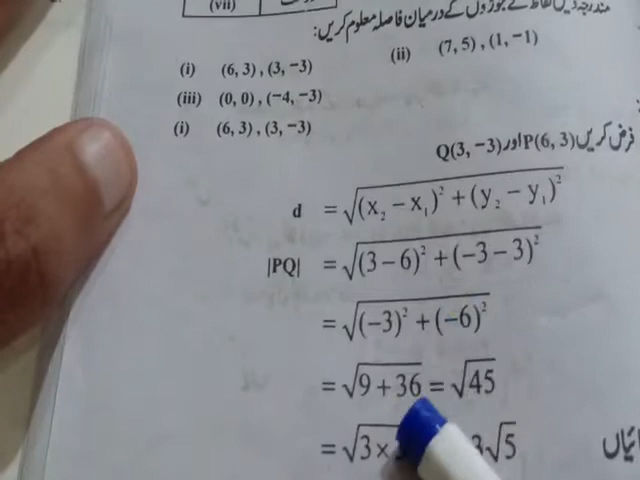 (vii)
مندرجہ ذیل نقاط کے جوڑوں کے درمیان فاصلہ معلوم کریں:
(i) (6, 3) , (3, −3) (ii) (7, 5) , (1, −1)
(iii) (0, 0) , (−4, −3)
(i) (6, 3) , (3, −3)
فرض کریں P(6, 3) اور Q(3, −3)
d = √(x₂ − x₁)² + (y₂ − y₁)²
|PQ| = √(3 − 6)² + (−3 − 3)²
= √(−3)² + (−6)²
= √9 + 36 = √45
= √3 × 3√5